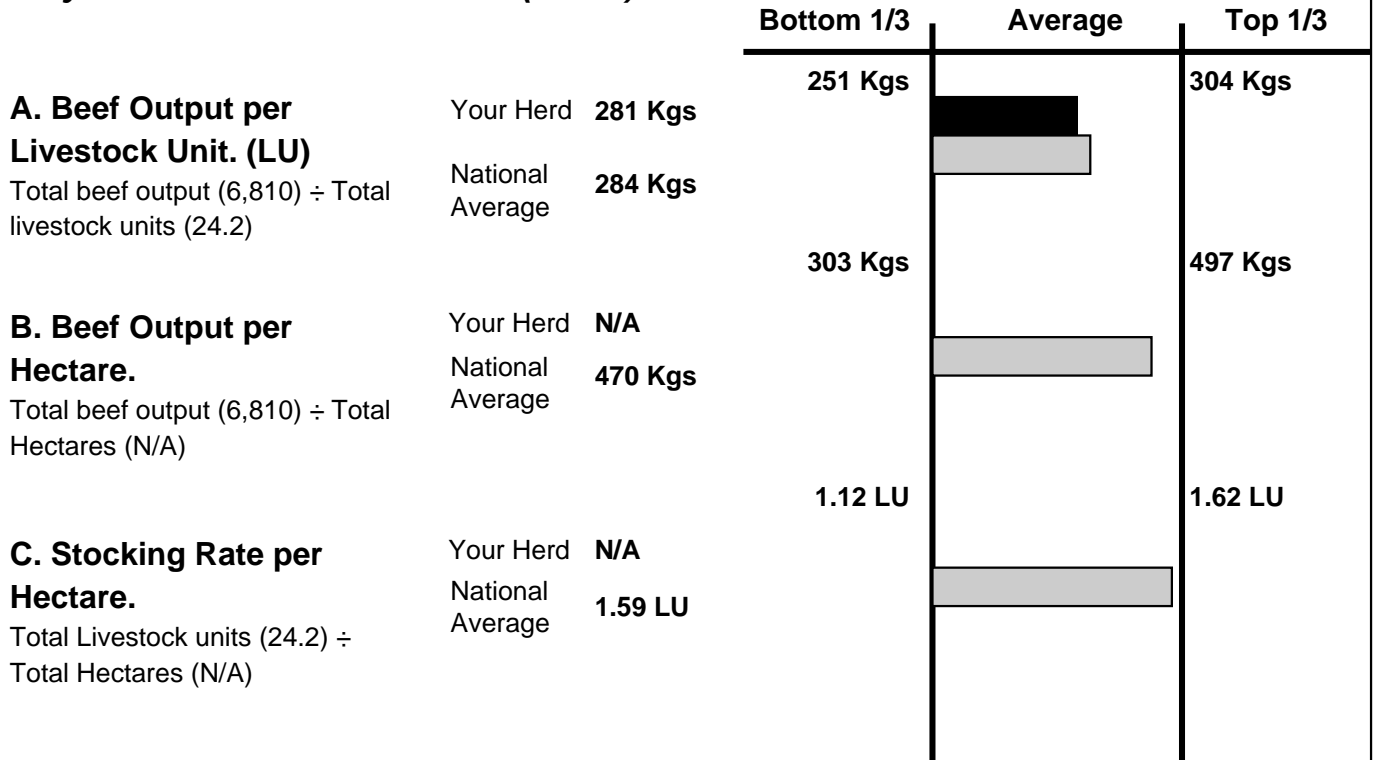 Bottom 1/3 Average Top 1/3
251 Kgs 304 Kgs
A. Beef Output per
Livestock Unit. (LU)
Total beef output (6,810) ÷ Total
livestock units (24.2)
Your Herd 281 Kgs
National
Average
284 Kgs
303 Kgs 497 Kgs
B. Beef Output per
Hectare.
Total beef output (6,810) ÷ Total
Hectares (N/A)
Your Herd N/A
National
Average
470 Kgs
1.12 LU 1.62 LU
C. Stocking Rate per
Hectare.
Total Livestock units (24.2) ÷
Total Hectares (N/A)
Your Herd N/A
National
Average
1.59 LU